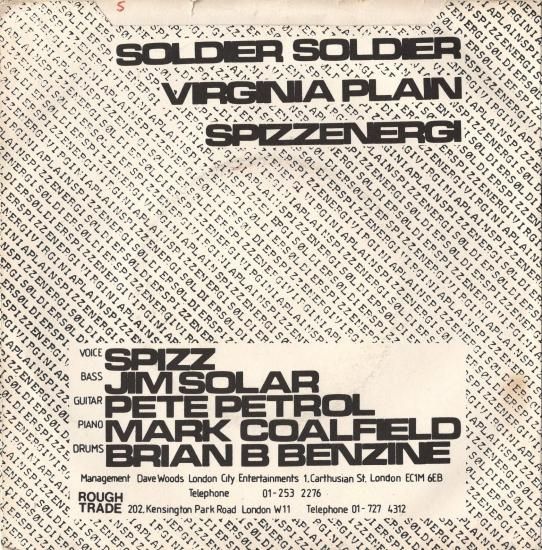 S
SOLDIER SOLDIER
VIRGINIA PLAIN
SPIZZENERGI
VOICE SPIZZ
BASS JIM SOLAR
GUITAR PETE PETROL
PIANO MARK COALFIELD
DRUMS BRIAN B BENZINE
Management Dave Woods London City Entertainments 1, Carthusian St. London EC1M 6EB
Telephone 01-253 2276
ROUGH TRADE 202, Kensington Park Road London W11 Telephone 01-727 4312